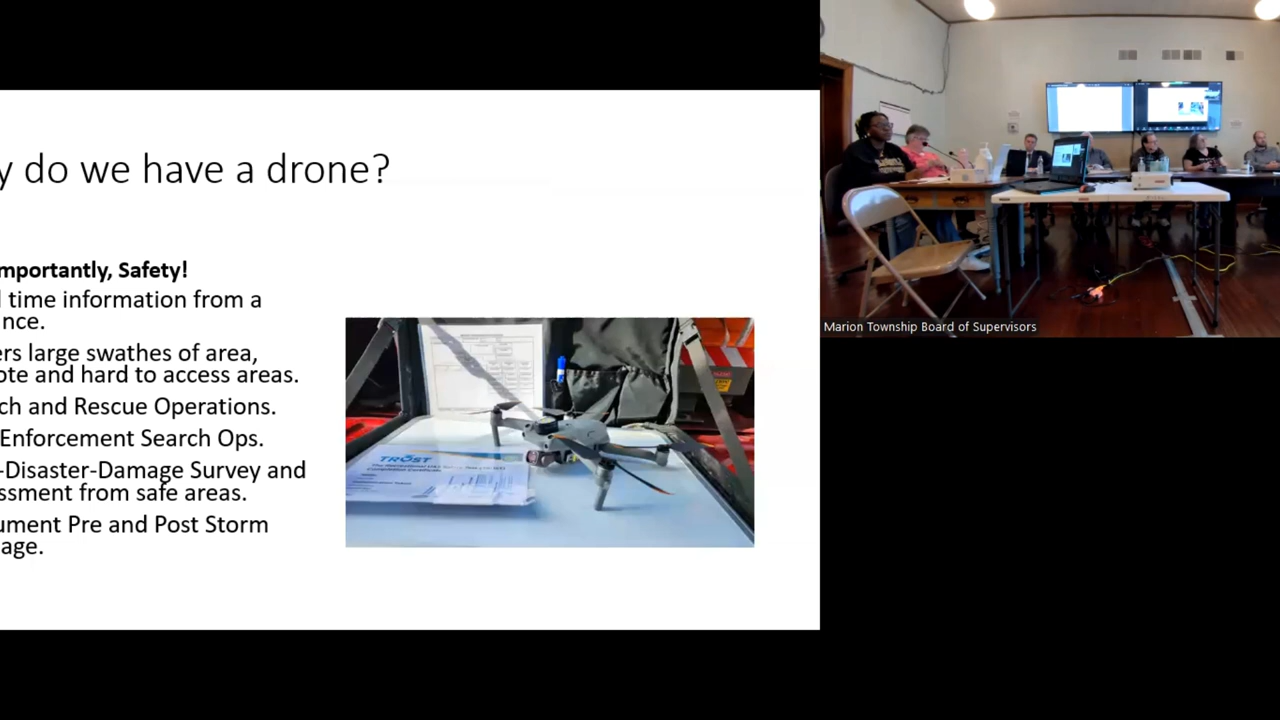 y do we have a drone?
mportantly, Safety!
l time information from a
nce.
ers large swathes of area,
ote and hard to access areas.
ch and Rescue Operations.
Enforcement Search Ops.
-Disaster-Damage Survey and
ssment from safe areas.
ument Pre and Post Storm
age.
TRUST
Marion Township Board of Supervisors